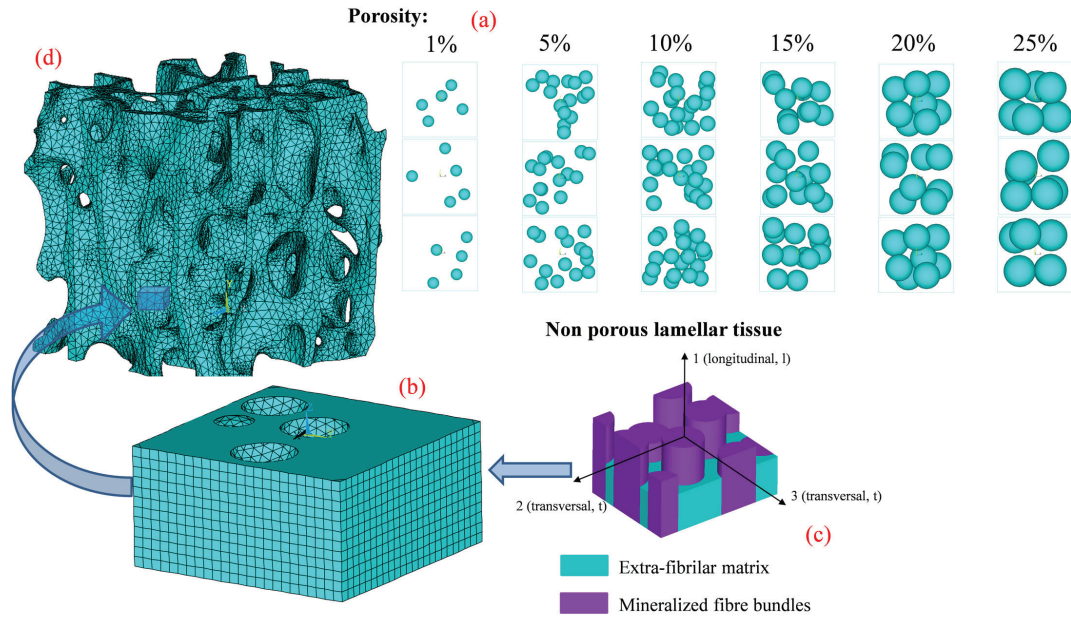 Porosity:
(a)
1%
5%
10%
15%
20%
25%
(d)
Non porous lamellar tissue
1 (longitudinal, l)
(b)
2 (transversal, t)
3 (transversal, t)
(c)
Extra-fibrilar matrix
Mineralized fibre bundles